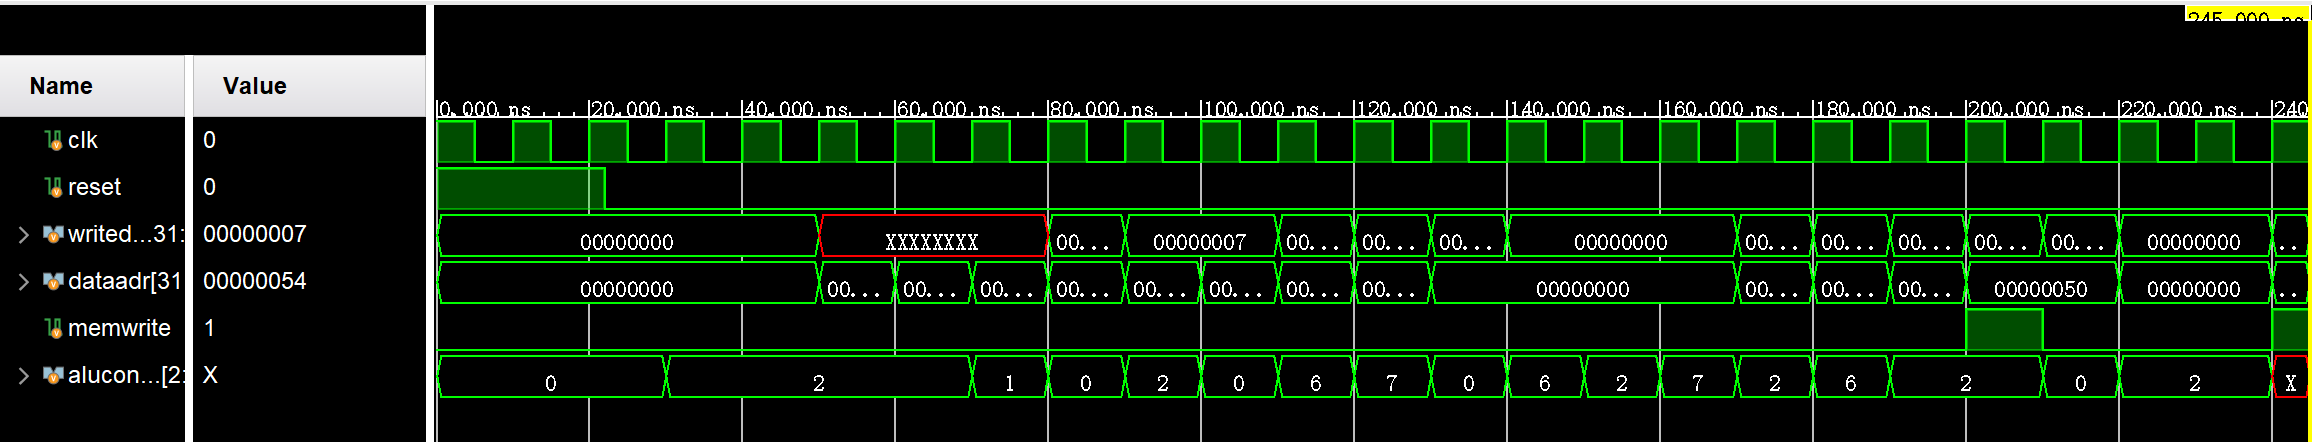 245.000 ns
Name Value
0.000 ns 20.000 ns 40.000 ns 60.000 ns 80.000 ns 100.000 ns 120.000 ns 140.000 ns 160.000 ns 180.000 ns 200.000 ns 220.000 ns 240
clk 0
reset 0
writed...31: 00000007 00000000 XXXXXXXX 00... 00000007 00... 00... 00... 00000000 00... 00... 00... 00... 00... 00000000 ..
dataadr[31 00000054 00000000 00... 00... 00... 00... 00... 00... 00... 00... 00000000 00... 00... 00... 00000050 00000000 ..
memwrite 1
alucon...[2: X 0 2 1 0 2 0 6 7 0 6 2 7 2 6 2 0 2 X